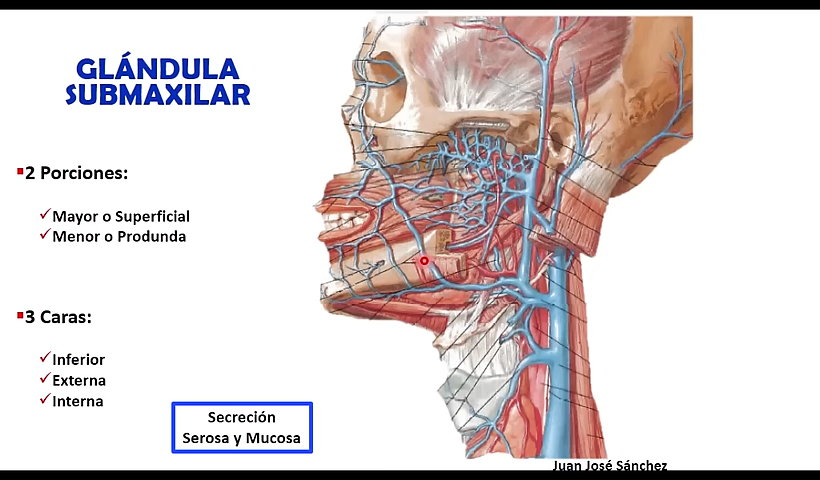 GLÁNDULA
SUBMAXILAR
2 Porciones:
Mayor o Superficial
Menor o Produnda
3 Caras:
Inferior
Externa
Interna
Secreción
Serosa y Mucosa
Juan José Sánchez